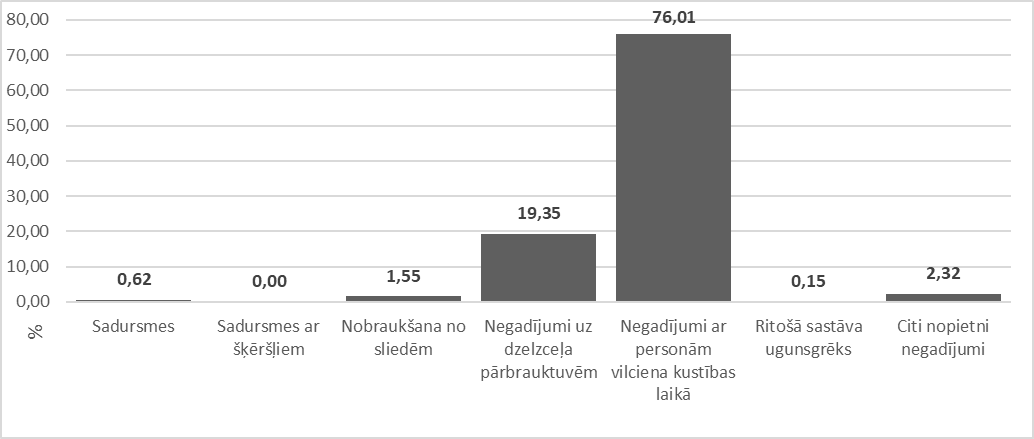 80,00
70,00
60,00
50,00
40,00
30,00
20,00
10,00
0,00
%
0,62
0,00
1,55
19,35
76,01
0,15
2,32
Sadursmes
Sadursmes ar
šķēršļiem
Nobraukšana no
sliedēm
Negadījumi uz
dzelzceļa
pārbrauktuvēm
Negadījumi ar
personām
vilciena kustības
laikā
Ritošā sastāva
ugunsgrēks
Citi nopietni
negadījumi